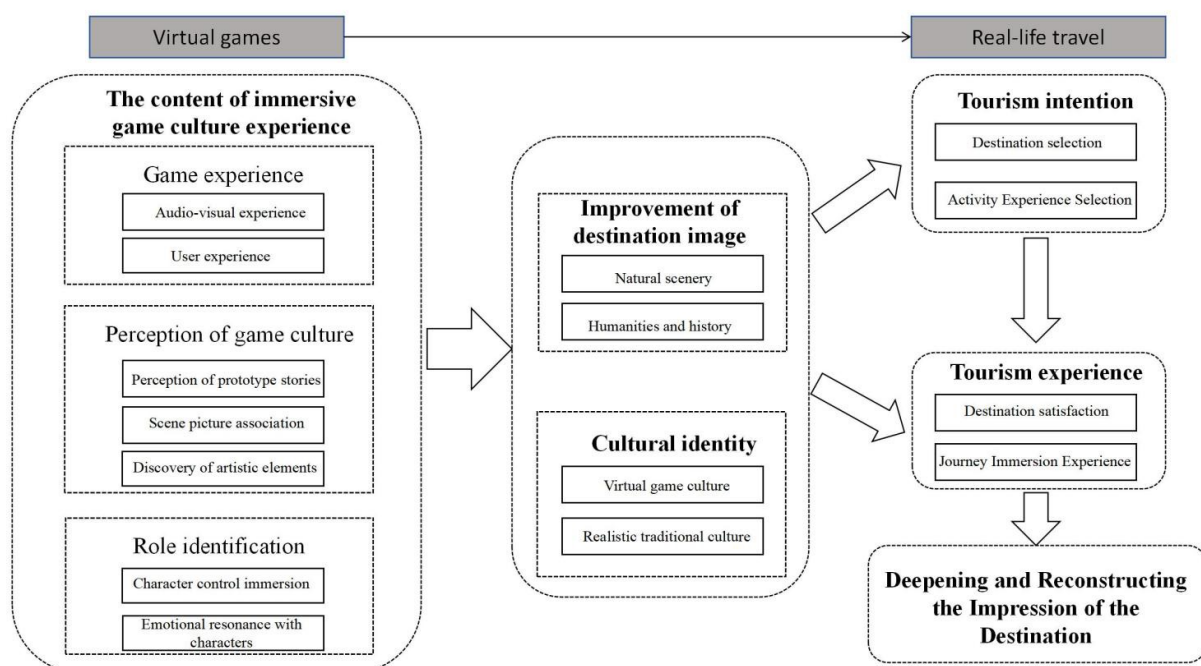 Virtual games
Real-life travel
The content of immersive
game culture experience
Game experience
Audio-visual experience
User experience
Perception of game culture
Perception of prototype stories
Scene picture association
Discovery of artistic elements
Role identification
Character control immersion
Emotional resonance with
characters
Improvement of
destination image
Natural scenery
Humanities and history
Cultural identity
Virtual game culture
Realistic traditional culture
Tourism intention
Destination selection
Activity Experience Selection
Tourism experience
Destination satisfaction
Journey Immersion Experience
Deepening and Reconstructing
the Impression of the
Destination